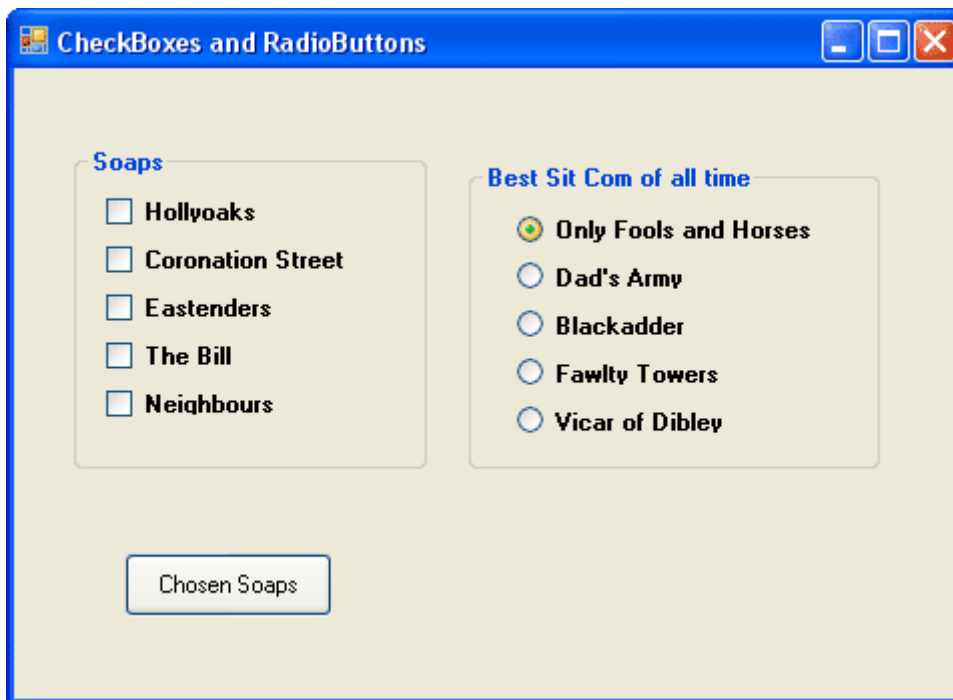 CheckBoxes and RadioButtons
Soaps
Hollyoaks
Coronation Street
Eastenders
The Bill
Neighbours
Best Sit Com of all time
Only Fools and Horses
Dad's Army
Blackadder
Fawlty Towers
Vicar of Dibley
Chosen Soaps